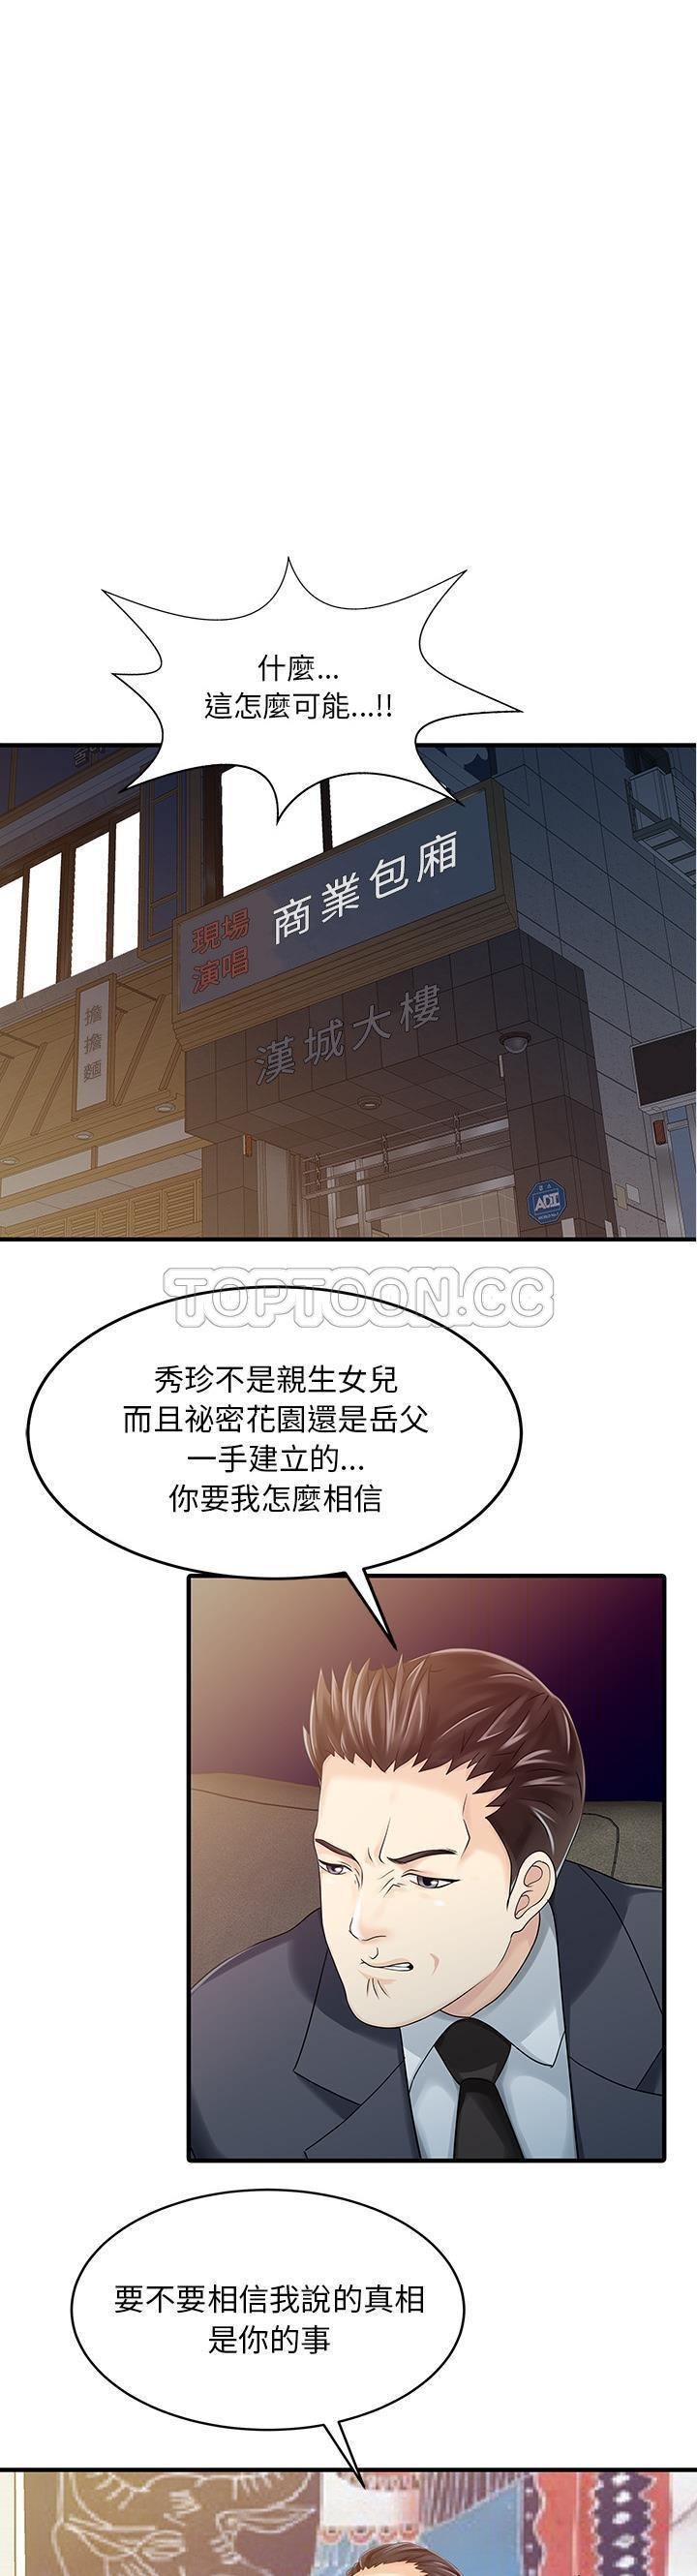 什麼...
這怎麼可能...!!
商業包廂
現場
演唱
擔擔麵
漢城大樓
ADT
TOPTOON.CC
秀珍不是親生女兒
而且祕密花園還是岳父
一手建立的...
你要我怎麼相信
要不要相信我說的真相
是你的事